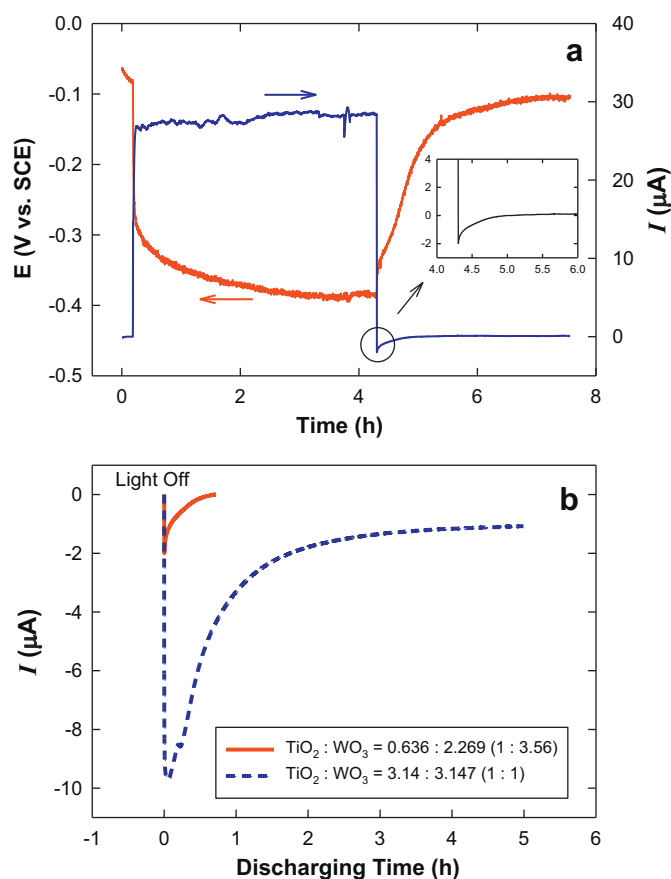 a
E (V vs. SCE)
0.0
-0.1
-0.2
-0.3
-0.4
-0.5
40
30
20
10
0
I (μA)
4
2
0
-2
4.0 4.5 5.0 5.5 6.0
0 2 4 6 8
Time (h)
Light Off
b
I (μA)
0
-2
-4
-6
-8
-10
TiO₂ : WO₃ = 0.636 : 2.269 (1 : 3.56)
TiO₂ : WO₃ = 3.14 : 3.147 (1 : 1)
-1 0 1 2 3 4 5 6
Discharging Time (h)